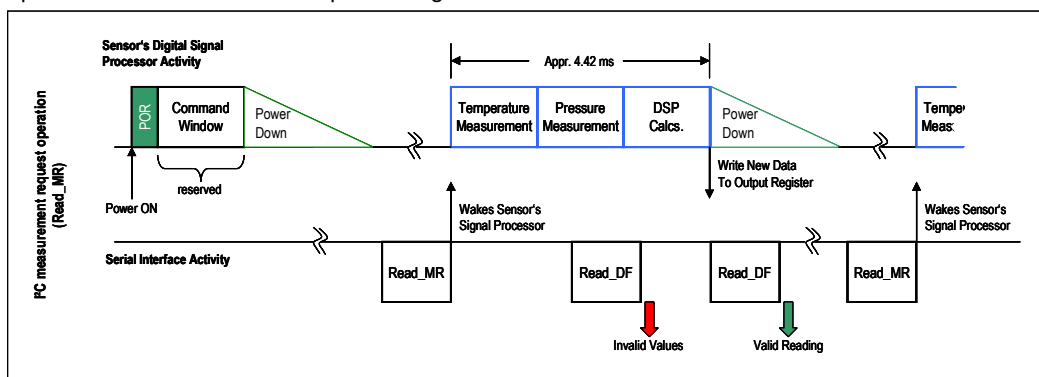 Sensor's Digital Signal
Processor Activity
Appr. 4.42 ms
POR
Command
Window
Power
Down
Temperature
Measurement
Pressure
Measurement
DSP
Calcs.
Power
Down
reserved
Power ON
Write New Data
To Output Register
Wakes Sensor's
Signal Processor
Wakes Sensor's
Signal Processor
Serial Interface Activity
Read_MR
Read_DF
Read_DF
Read_MR
Invalid Values
Valid Reading
I²C measurement request operation
(Read_MR)